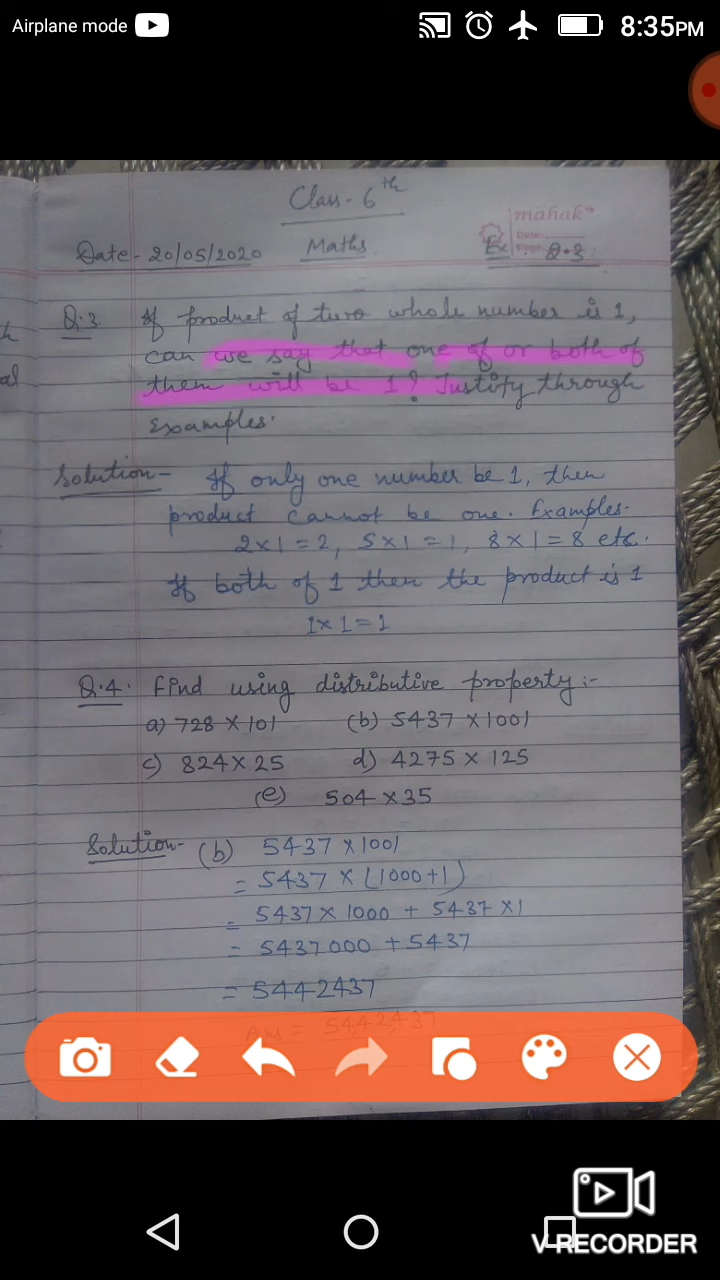 Airplane mode 8:35PM
Class - 6th
mahak
Date:
Page:
Date - 20/05/2020 Maths Ex Q.3
Q.3. If product of two whole number is 1,
can we say that one of or both of
them will be 1? Justify through
Examples.
Solution - If only one number be 1, then
product cannot be one. Examples-
2 x 1 = 2, 5 x 1 = 1, 8 x 1 = 8 etc.
If both of 1 then the product is 1
1 x 1 = 1
Q.4. Find using distributive property :-
a) 728 x 101 (b) 5437 x 1001
c) 824 x 25 d) 4275 x 125
(e) 504 x 35
Solution - (b) 5437 x 1001
= 5437 x (1000+1)
= 5437 x 1000 + 5437 x 1
= 5437000 + 5437
= 5442437
Ans = 5442437
V RECORDER